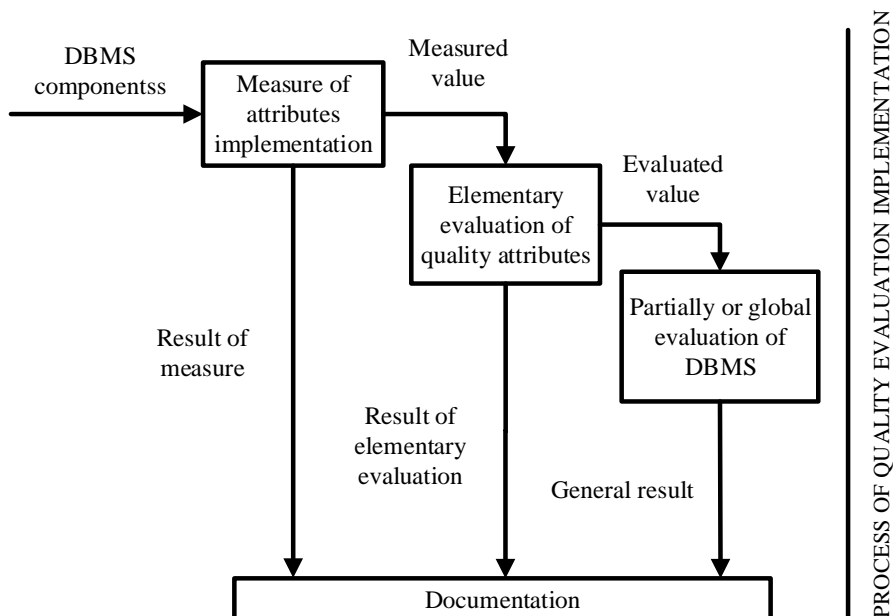 DBMS
componentss
Measure of
attributes
implementation
Measured
value
Elementary
evaluation of
quality attributes
Evaluated
value
Partially or global
evaluation of
DBMS
Result of
measure
Result of
elementary
evaluation
General result
Documentation
PROCESS OF QUALITY EVALUATION IMPLEMENTATION